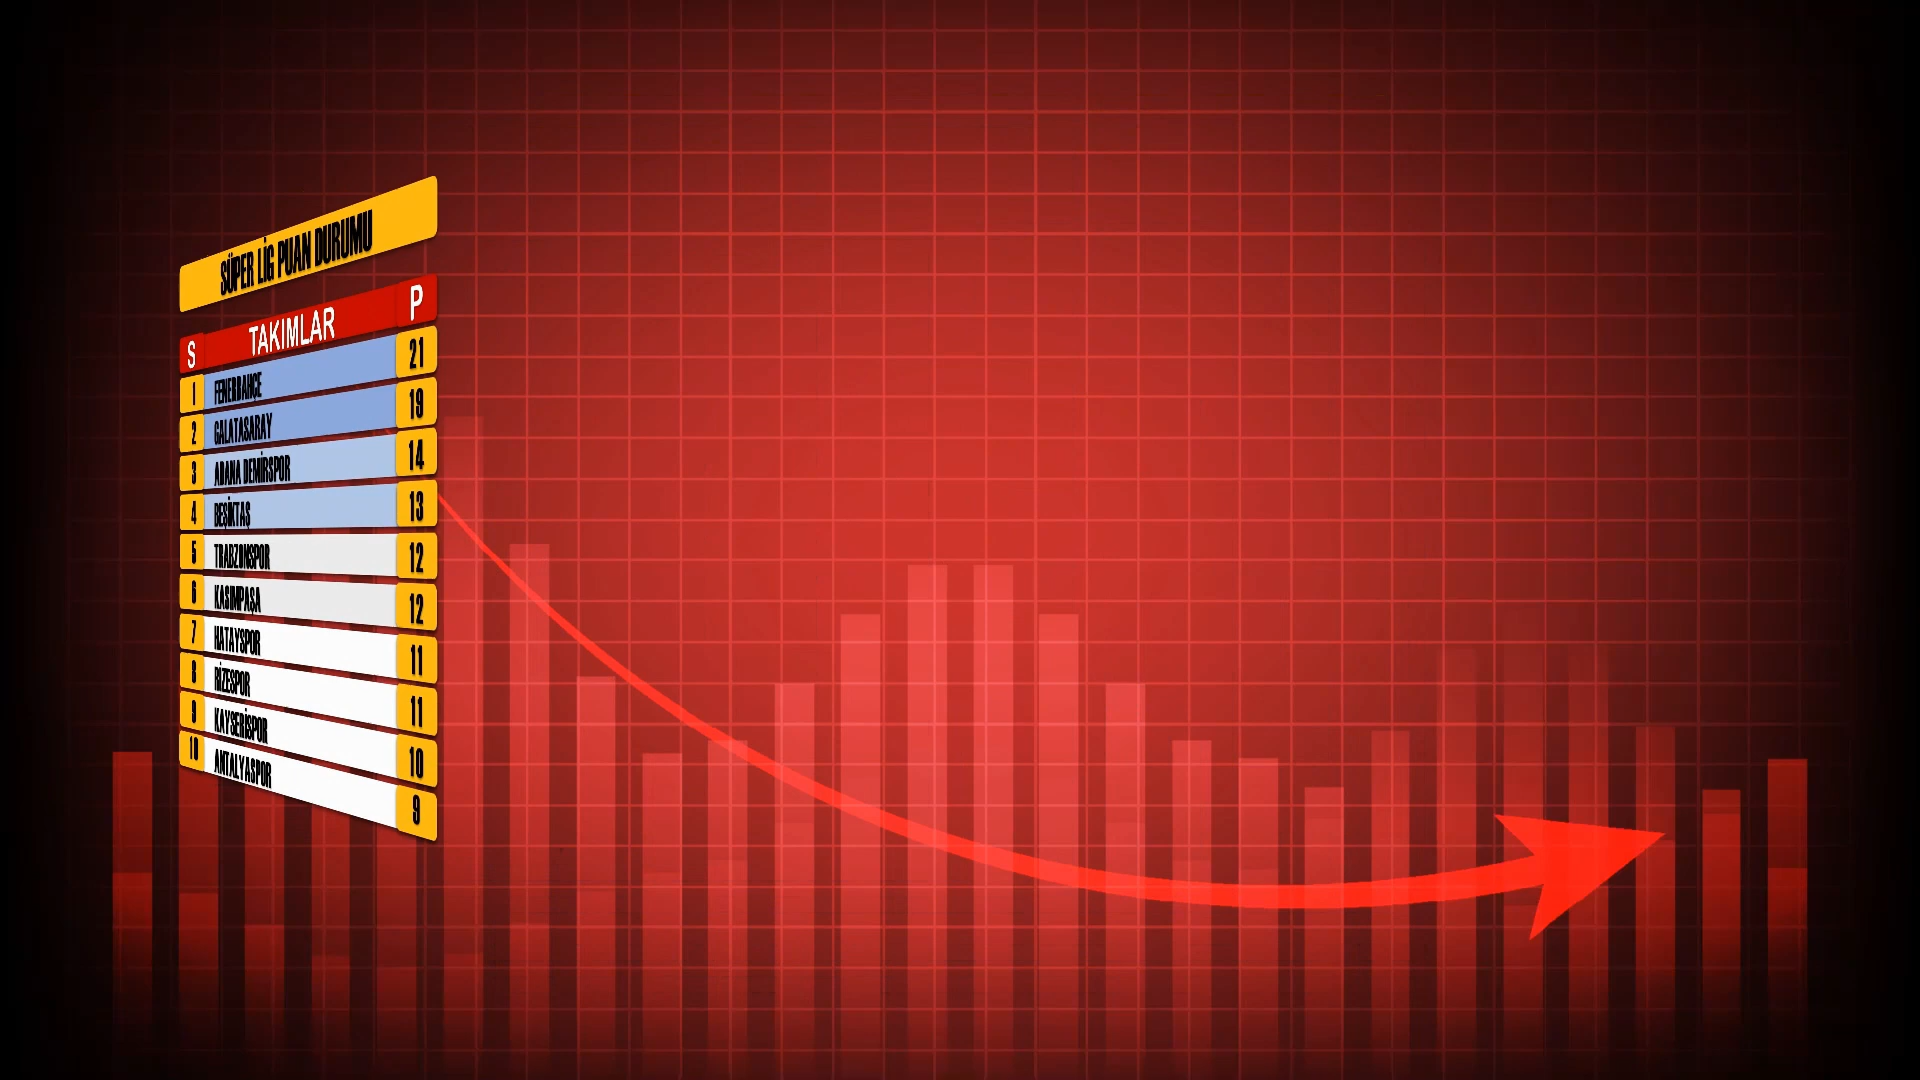 SÜPER LİG PUAN DURUMU
S TAKIMLAR P
1 FENERBAHÇE 21
2 GALATASARAY 19
3 ADANA DEMİRSPOR 14
4 BEŞİKTAŞ 13
5 TRABZONSPOR 12
6 KASIMPAŞA 12
7 HATAYSPOR 11
8 RİZESPOR 11
9 KAYSERİSPOR 10
10 ANTALYASPOR 9